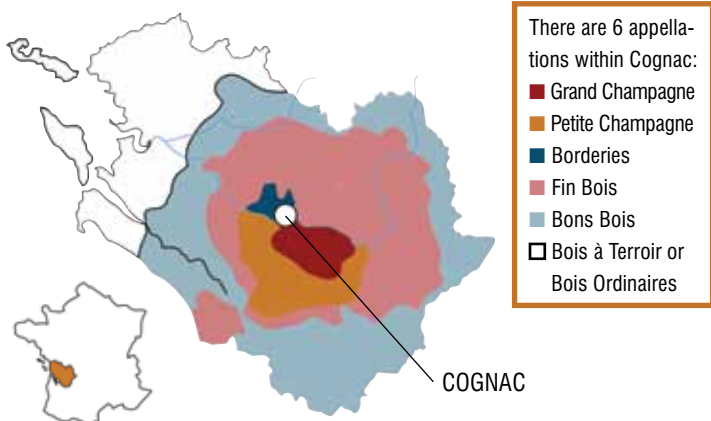 There are 6 appella-
tions within Cognac:
Grand Champagne
Petite Champagne
Borderies
Fin Bois
Bons Bois
Bois à Terroir or
Bois Ordinaires
COGNAC